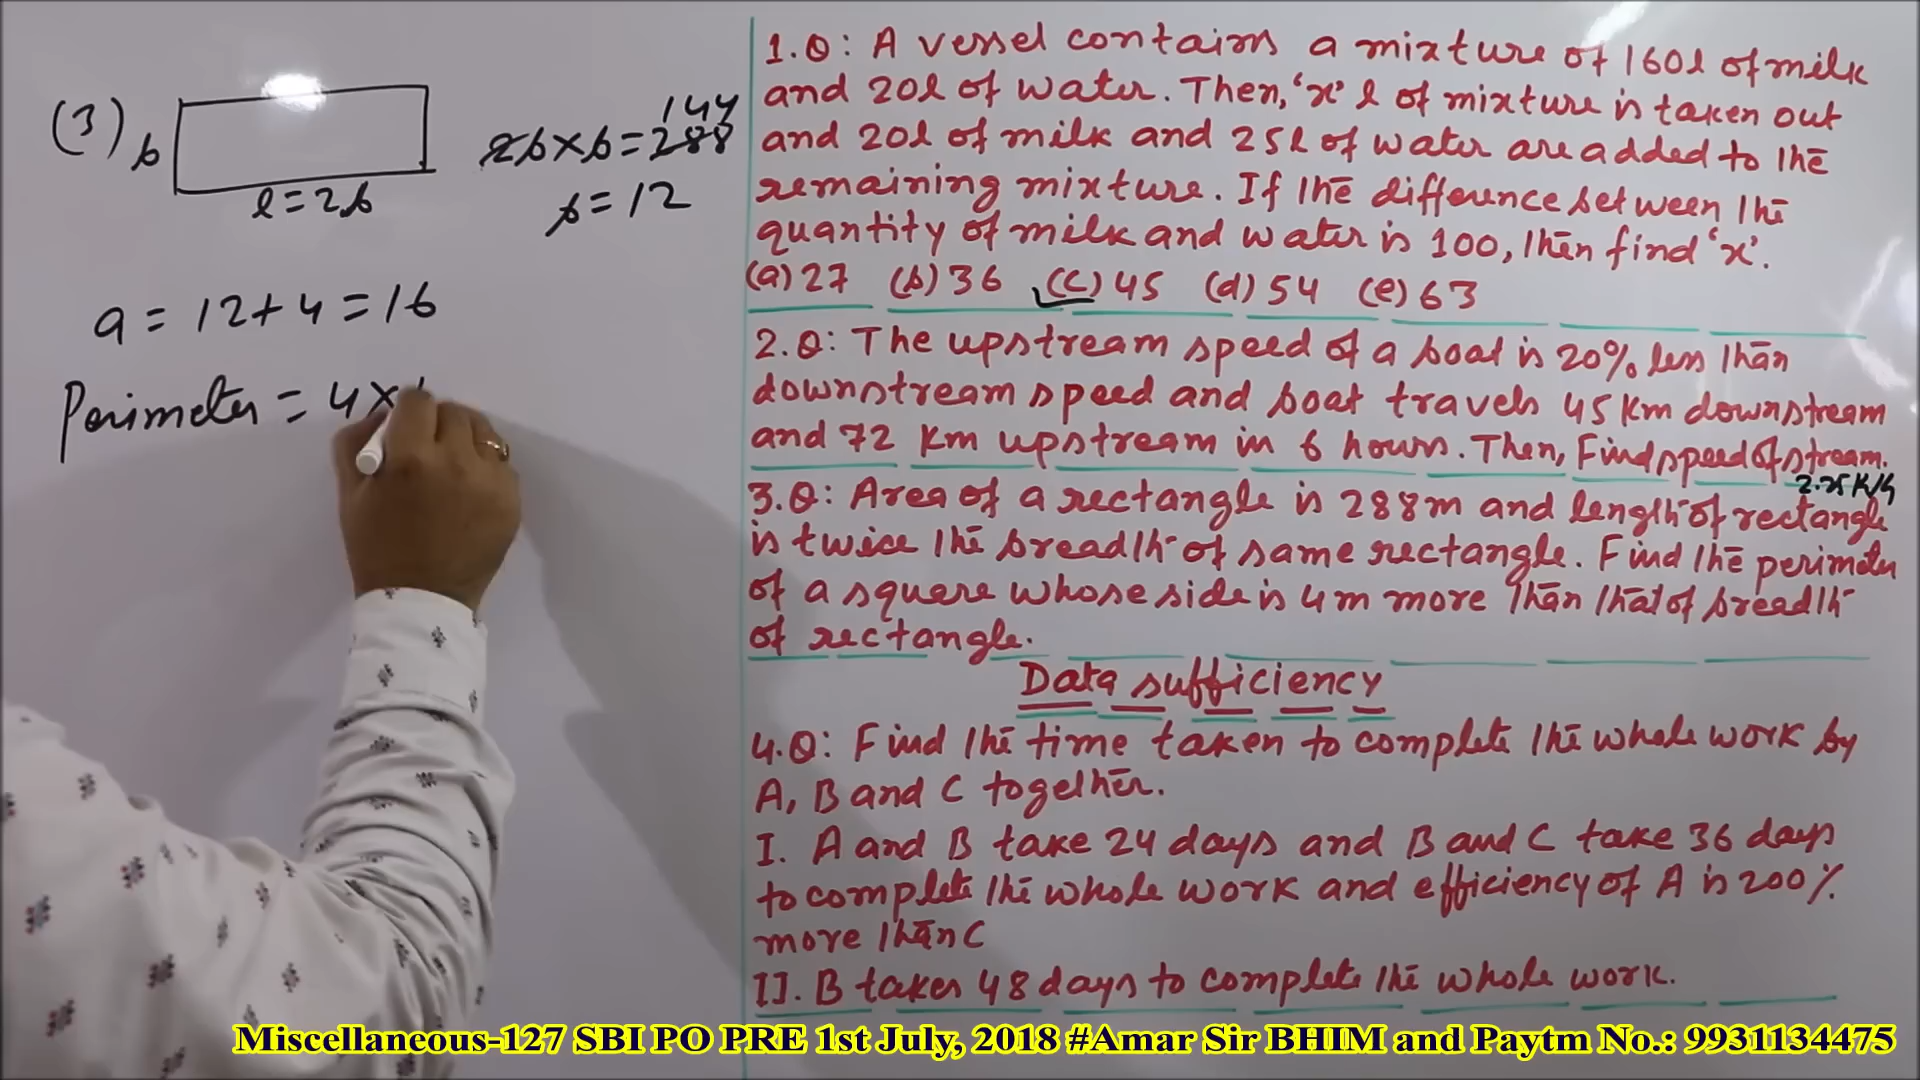 (3)
b
l = 2b
2b×b = 288
144
b = 12
a = 12+4 = 16
Perimeter = 4×
1.Q: A vessel contains a mixture of 160l of milk
and 20l of water. Then, 'x' l of mixture is taken out
and 20l of milk and 25l of water are added to the
remaining mixture. If the difference between the
quantity of milk and water is 100, then find 'x'.
(a) 27 (b) 36 (c) 45 (d) 54 (e) 63
2.Q: The upstream speed of a boat is 20% less than
downstream speed and boat travels 45 Km downstream
and 72 Km upstream in 6 hours. Then, Find speed of stream.
2.25 K/h
3.Q: Area of a rectangle is 288m and length of rectangle
is twice the breadth of same rectangle. Find the perimeter
of a square whose side is 4m more than that of breadth
of rectangle.
Data sufficiency
4.Q: Find the time taken to complete the whole work by
A, B and C together.
I. A and B take 24 days and B and C take 36 days
to complete the whole work and efficiency of A is 200%
more than C
II. B takes 48 days to complete the whole work.
Miscellaneous-127 SBI PO PRE 1st July, 2018 #Amar Sir BHIM and Paytm No.: 9931134475